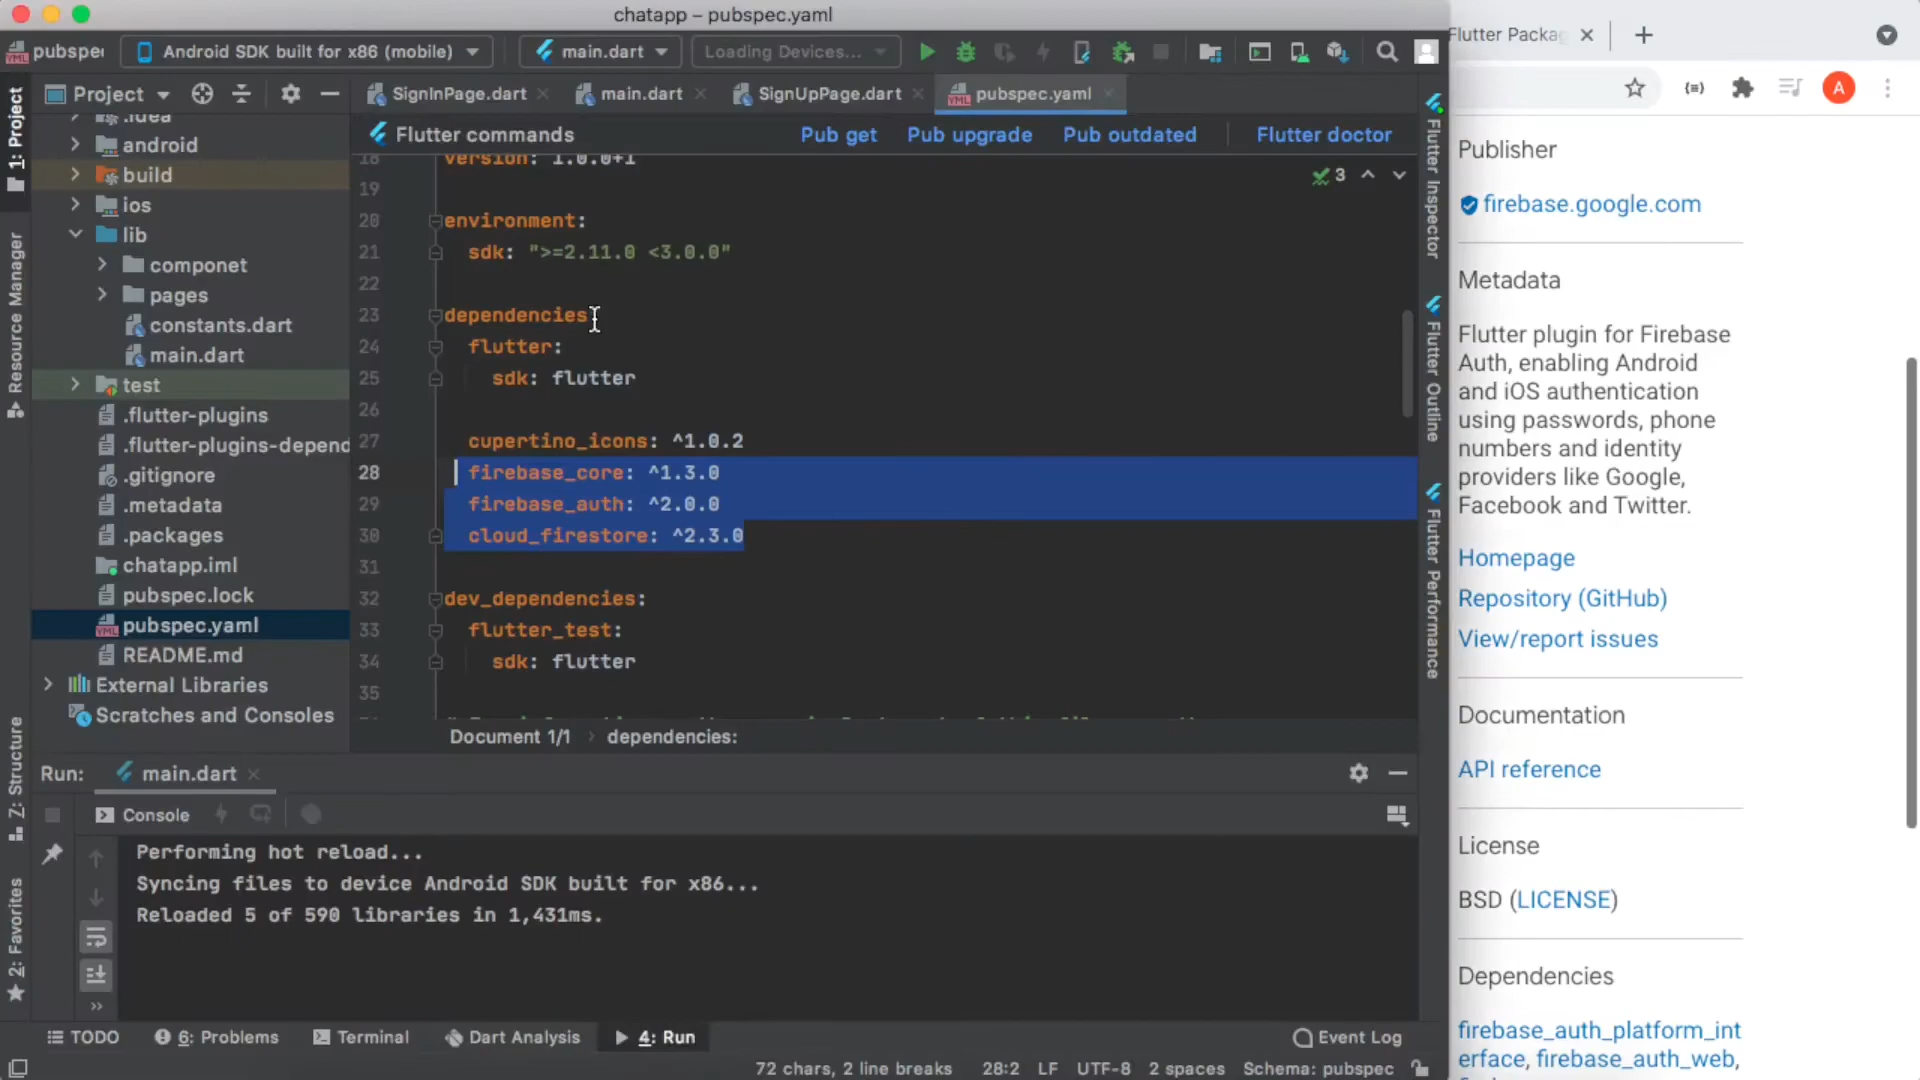 chatapp – pubspec.yaml
pubspe
Android SDK built for x86 (mobile)
main.dart
Loading Devices...
1: Project
Project
SignInPage.dart
main.dart
SignUpPage.dart
pubspec.yaml
Flutter commands
Pub get
Pub upgrade
Pub outdated
Flutter doctor
.idea
android
build
ios
lib
componet
pages
constants.dart
main.dart
test
.flutter-plugins
.flutter-plugins-depend
.gitignore
.metadata
.packages
chatapp.iml
pubspec.lock
pubspec.yaml
README.md
External Libraries
Scratches and Consoles
Resource Manager
Z: Structure
2: Favorites
18 version: 1.0.0+1
19
20 environment:
21 sdk: ">=2.11.0 <3.0.0"
22
23 dependencies
24 flutter:
25 sdk: flutter
26
27 cupertino_icons: ^1.0.2
28 firebase_core: ^1.3.0
29 firebase_auth: ^2.0.0
30 cloud_firestore: ^2.3.0
31
32 dev_dependencies:
33 flutter_test:
34 sdk: flutter
35
3
Document 1/1
dependencies:
Flutter Inspector
Flutter Outline
Flutter Performance
Run:
main.dart
Console
Performing hot reload...
Syncing files to device Android SDK built for x86...
Reloaded 5 of 590 libraries in 1,431ms.
TODO
6: Problems
Terminal
Dart Analysis
4: Run
Event Log
72 chars, 2 line breaks
28:2
LF
UTF-8
2 spaces
Schema: pubspec
Flutter Packag
A
Publisher
firebase.google.com
Metadata
Flutter plugin for Firebase
Auth, enabling Android
and iOS authentication
using passwords, phone
numbers and identity
providers like Google,
Facebook and Twitter.
Homepage
Repository (GitHub)
View/report issues
Documentation
API reference
License
BSD (LICENSE)
Dependencies
firebase_auth_platform_int
erface, firebase_auth_web,